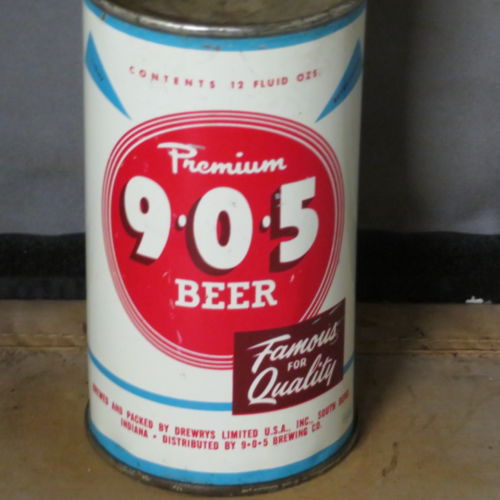 CONTENTS 12 FLUID OZS.
Premium
9·0·5
BEER
Famous
FOR
Quality
BREWED AND PACKED BY DREWRYS LIMITED U.S.A., INC., SOUTH BEND
INDIANA • DISTRIBUTED BY 9•0•5 BREWING CO.